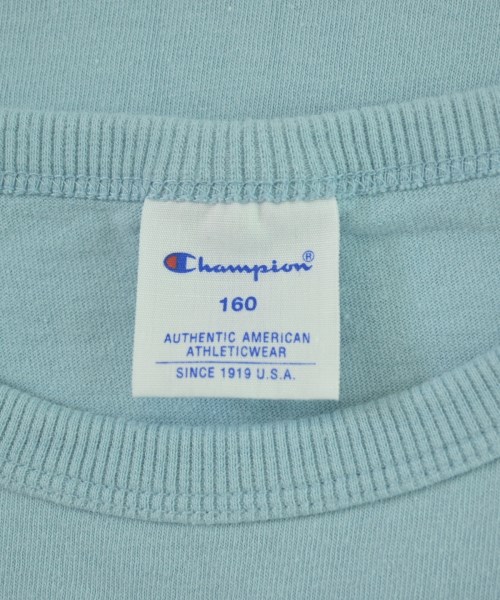 Champion®
160
AUTHENTIC AMERICAN
ATHLETICWEAR
SINCE 1919 U.S.A.